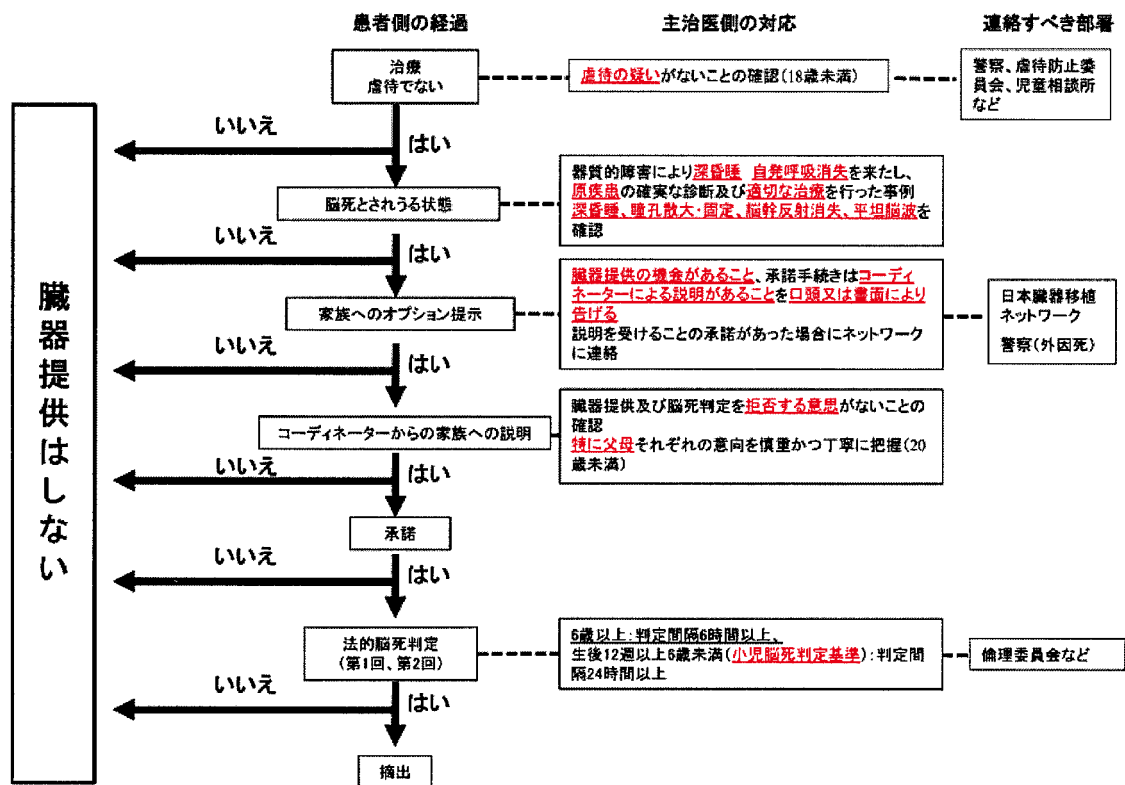 患者側の経過
主治医側の対応
連絡すべき部署
治療
虐待でない
虐待の疑いがないことの確認(18歳未満)
警察、虐待防止委
員会、児童相談所
など
いいえ
はい
脳死とされうる状態
器質的障害により深昏睡 自発呼吸消失を来たし、
原疾患の確実な診断及び適切な治療を行った事例
深昏睡、瞳孔散大・固定、脳幹反射消失、平坦脳波を
確認
いいえ
はい
家族へのオプション提示
臓器提供の機会があること、承諾手続きはコーディ
ネーターによる説明があることを口頭又は書面により
告げる
説明を受けることの承諾があった場合にネットワーク
に連絡
日本臓器移植
ネットワーク
警察(外因死)
いいえ
はい
コーディネーターからの家族への説明
臓器提供及び脳死判定を拒否する意思がないことの
確認
特に父母それぞれの意向を慎重かつ丁寧に把握(20
歳未満)
いいえ
はい
承諾
いいえ
はい
法的脳死判定
(第1回、第2回)
6歳以上:判定間隔6時間以上、
生後12週以上6歳未満(小児脳死判定基準):判定間
隔24時間以上
倫理委員会など
いいえ
はい
摘出
臓器提供はしない